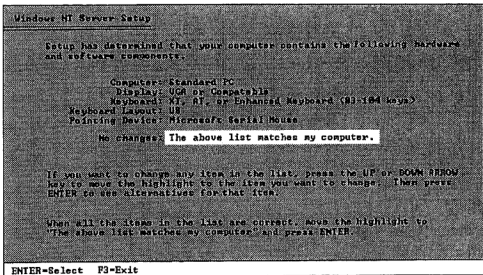 Windows NT Server Setup
Setup has determined that your computer contains the following hardware
and software components.
Computer: Standard PC
Display: VGA or Compatable
Keyboard: XT, AT, or Enhanced Keyboard (83-104 keys)
Keyboard Layout: US
Pointing Device: Microsoft Serial Mouse
No changes: The above list matches my computer.
If you want to change any item in the list, press the UP or DOWN ARROW
key to move the highlight to the item you want to change. Then press
ENTER to see alternatives for that item.
When all the items in the list are correct, move the highlight to
"The above list matches my computer" and press ENTER.
ENTER=Select F3=Exit